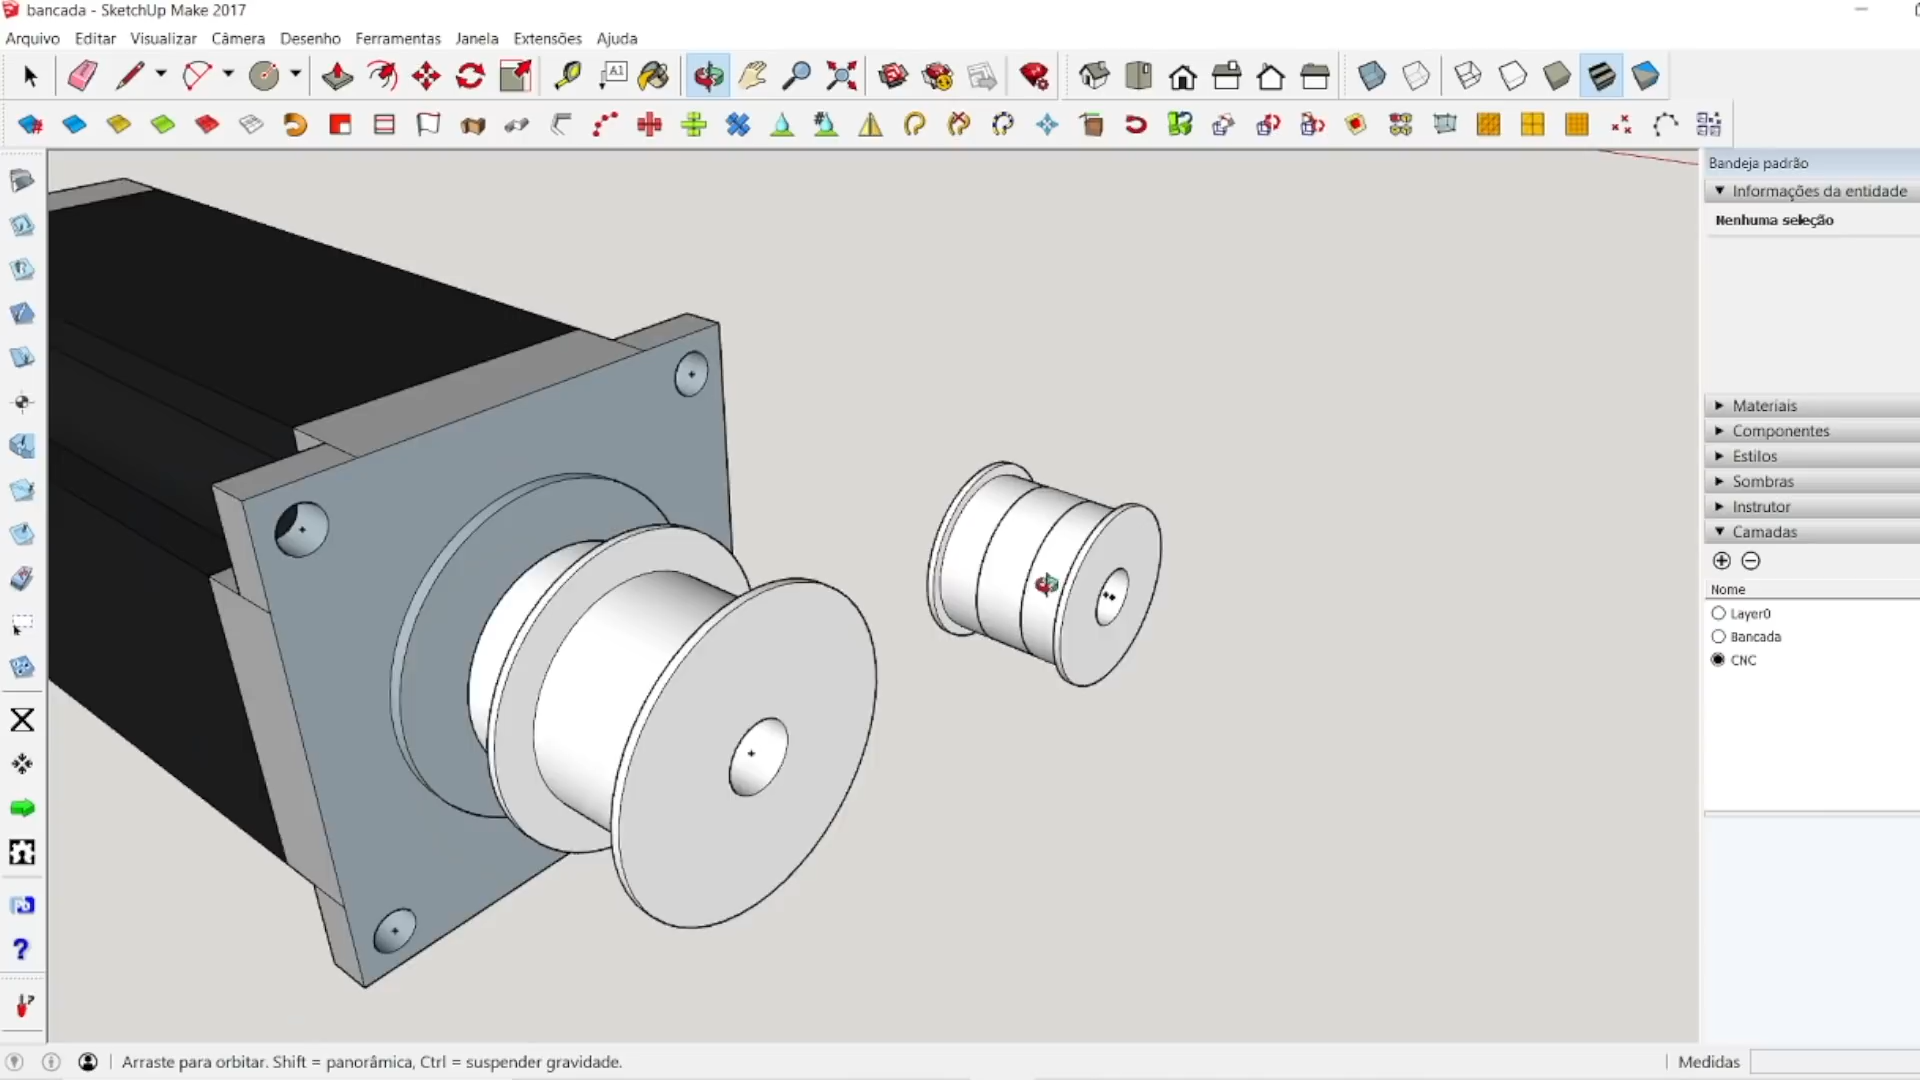 bancada - SketchUp Make 2017
Arquivo Editar Visualizar Câmera Desenho Ferramentas Janela Extensões Ajuda
A1
Bandeja padrão
Informações da entidade
Nenhuma seleção
Materiais
Componentes
Estilos
Sombras
Instrutor
Camadas
Nome
Layer0
Bancada
CNC
Arraste para orbitar. Shift = panorâmica, Ctrl = suspender gravidade.
Medidas